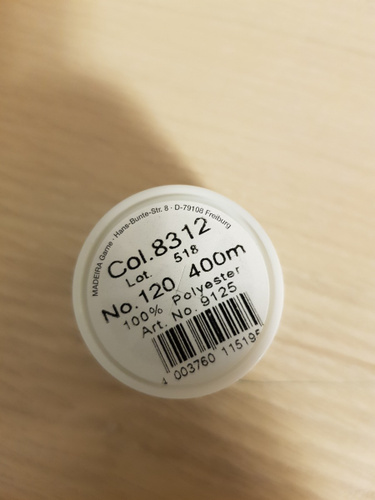 MADEIRA Garne · Hans-Bunte-Str. 8 · D-79108 Freiburg
Col.8312
Lot. 518
No.120 400m
100% Polyester
Art. No. 9125
4 003760 115195